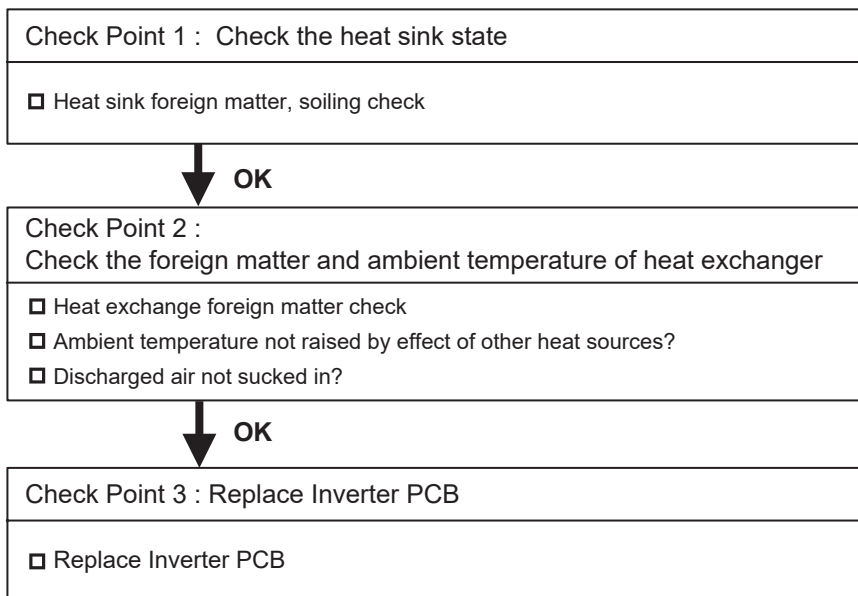 Check Point 1 : Check the heat sink state
Heat sink foreign matter, soiling check
OK
Check Point 2 :
Check the foreign matter and ambient temperature of heat exchanger
Heat exchange foreign matter check
Ambient temperature not raised by effect of other heat sources?
Discharged air not sucked in?
OK
Check Point 3 : Replace Inverter PCB
Replace Inverter PCB